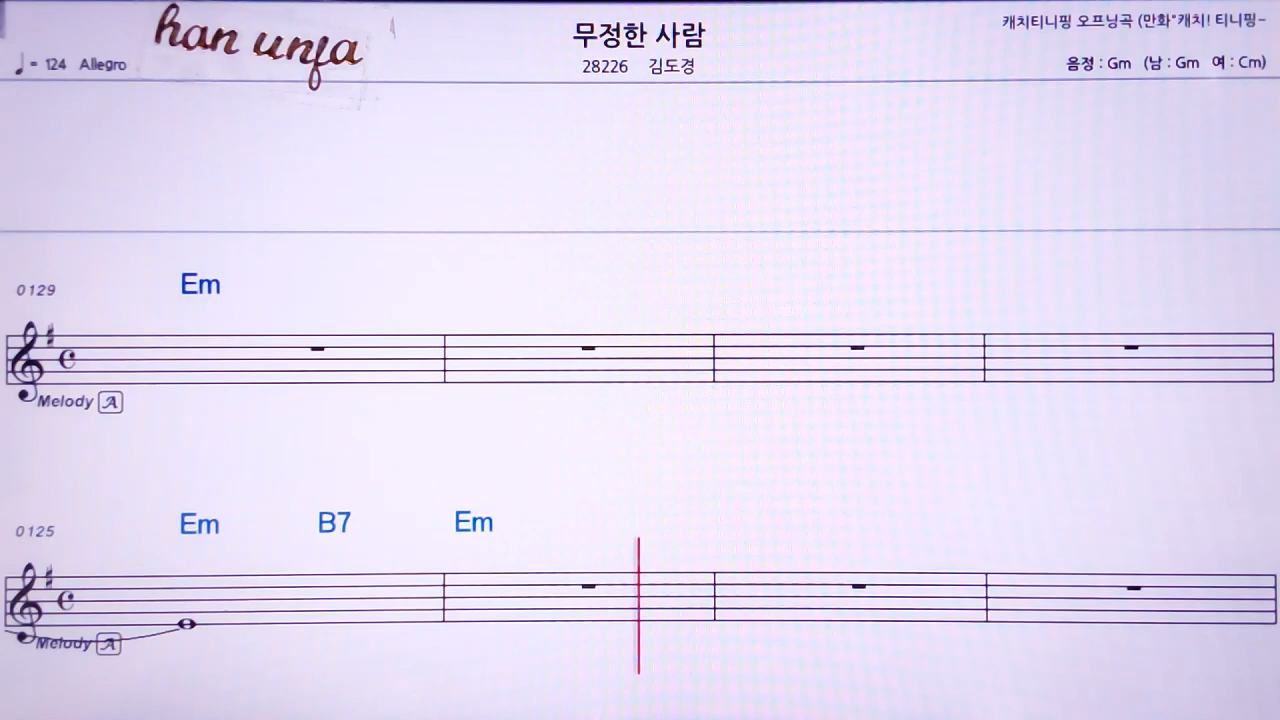 han unfa
무정한 사람
캐치티니핑 오프닝곡 (만화"캐치! 티니핑-
♩= 124 Allegro
28226 김도경
음정 : Gm (남 : Gm 여 : Cm)
Em
0129
Melody A
Em B7 Em
0125
Melody A